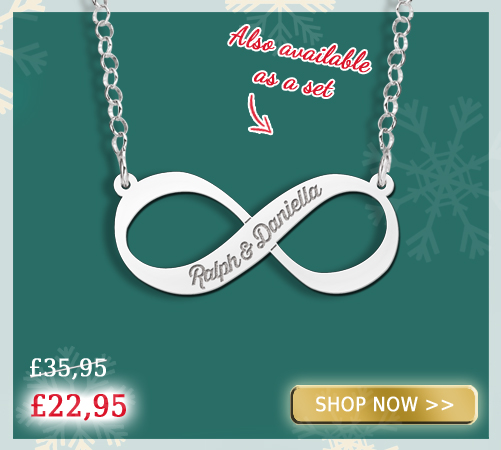 Also available
as a set
Ralph & Daniella
£35,95
£22,95
SHOP NOW >>